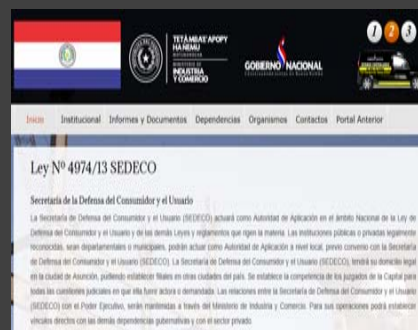 TETÃMBA'E'APOPY
HA ÑEMU
MINISTERIO DE
INDUSTRIA
Y COMERCIO
GOBIERNO NACIONAL
1 2 3
Inicio Institucional Informes y Documentos Dependencias Organismos Contactos Portal Anterior
Ley Nº 4974/13 SEDECO
Secretaría de la Defensa del Consumidor y el Usuario
La Secretaría de Defensa del Consumidor y el Usuario (SEDECO) actuará como Autoridad de Aplicación en el ámbito Nacional de la Ley de
Defensa del Consumidor y el Usuario y de las demás Leyes y reglamentos que rigen la materia. Las instituciones públicas o privadas legalmente
reconocidas, sean departamentales o municipales, podrán actuar como Autoridad de Aplicación a nivel local, previo convenio con la Secretaría
de Defensa del Consumidor y el Usuario (SEDECO). La Secretaría de Defensa del Consumidor y el Usuario (SEDECO), tendrá su domicilio legal
en la ciudad de Asunción, pudiendo establecer filiales en otras ciudades del país. Se establece la competencia de los juzgados de la Capital para
todas las cuestiones judiciales en que ella fuere actora o demandada. Las relaciones entre la Secretaría de Defensa del Consumidor y el Usuario
(SEDECO) con el Poder Ejecutivo, serán mantenidas a través del Ministerio de Industria y Comercio. Para sus operaciones podrá establecer
vínculos directos con las demás dependencias gubernativas y con el sector privado.